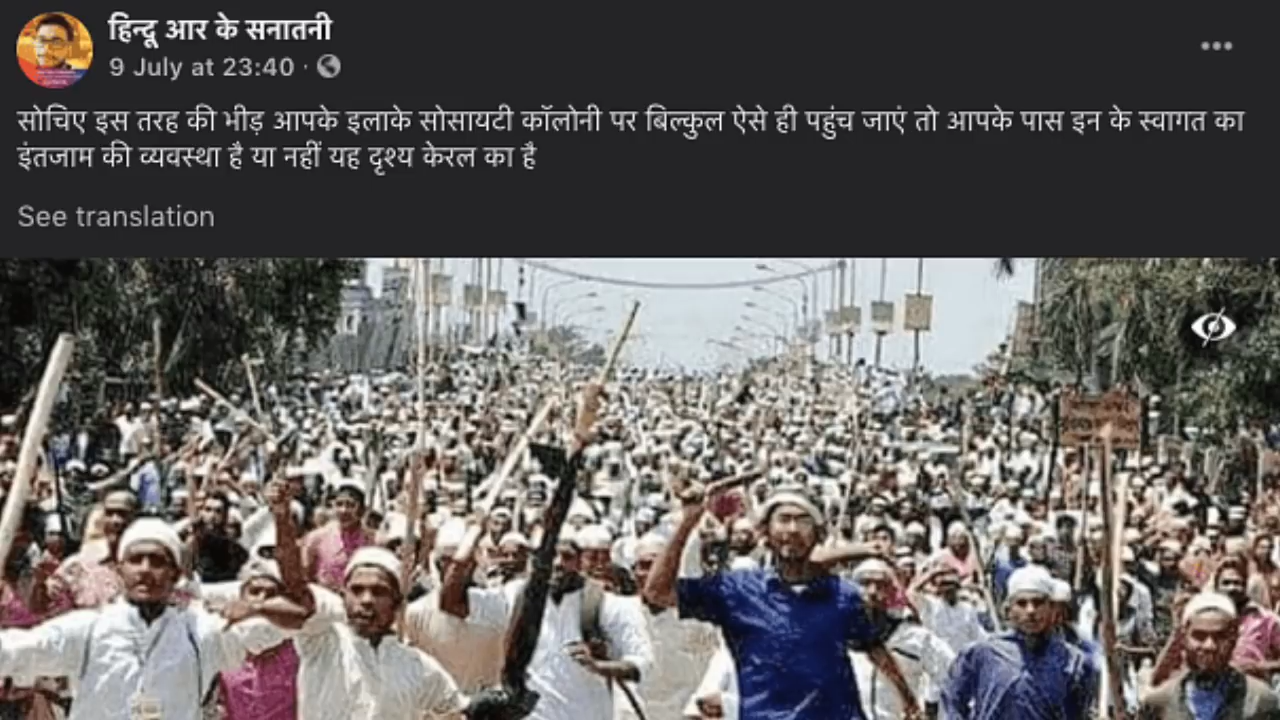 हिन्दू आर के सनातनी
9 July at 23:40 ·
सोचिए इस तरह की भीड़ आपके इलाके सोसायटी कॉलोनी पर बिल्कुल ऐसे ही पहुंच जाएं तो आपके पास इन के स्वागत का
इंतजाम की व्यवस्था है या नहीं यह दृश्य केरल का है
See translation